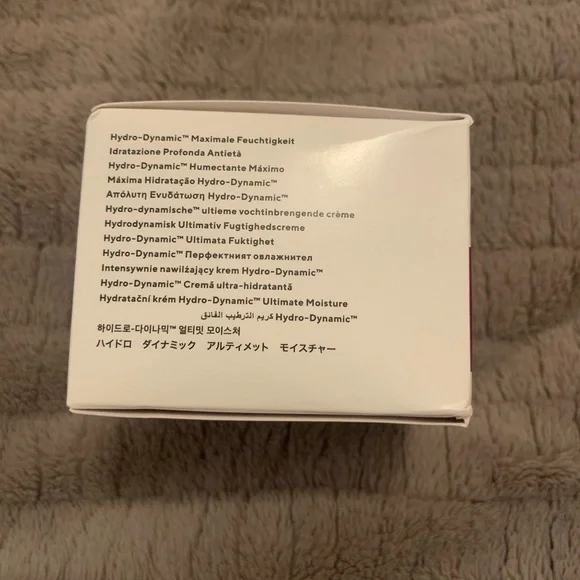 Hydro-Dynamic™ Maximale Feuchtigkeit
Idratazione Profonda Antietà
Hydro-Dynamic™ Humectante Máximo
Máxima Hidratação Hydro-Dynamic™
Απόλυτη Ενυδάτωση Hydro-Dynamic™
Hydro-dynamische™ ultieme vochtinbrengende crème
Hydrodynamisk Ultimativ Fugtighedscreme
Hydro-Dynamic™ Ultimata Fuktighet
Hydro-Dynamic™ Перфектният овлажнител
Intensywnie nawilżający krem Hydro-Dynamic™
Hydro-Dynamic™ Cremă ultra-hidratantă
Hydratační krém Hydro-Dynamic™ Ultimate Moisture
Hydro-Dynamic™ كريم الترطيب الفائق
하이드로-다이나믹™ 얼티밋 모이스처
ハイドロ ダイナミック アルティメット モイスチャー